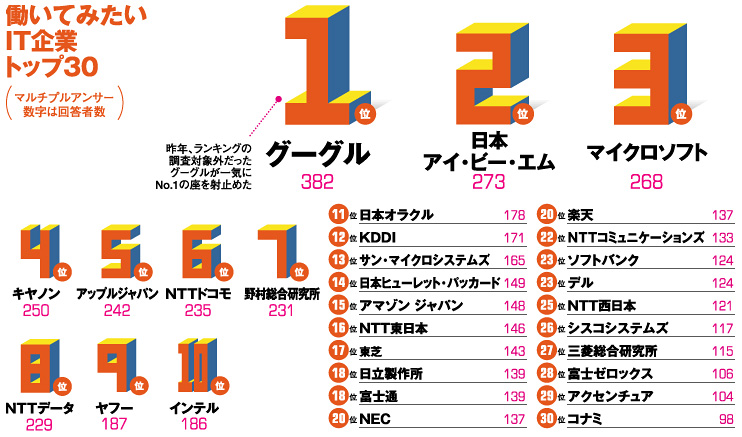 働いてみたい
IT企業
トップ30
マルチプルアンサー
数字は回答者数
昨年、ランキングの
調査対象外だった
グーグルが一気に
No.1の座を射止めた
1位
グーグル
382
2位
日本
アイ・ビー・エム
273
3位
マイクロソフト
268
4位
キヤノン
250
5位
アップルジャパン
242
6位
NTTドコモ
235
7位
野村総合研究所
231
8位
NTTデータ
229
9位
ヤフー
187
10位
インテル
186
11位 日本オラクル 178
12位 KDDI 171
13位 サン・マイクロシステムズ 165
14位 日本ヒューレット・パッカード 149
15位 アマゾン ジャパン 148
16位 NTT東日本 146
17位 東芝 143
18位 日立製作所 139
18位 富士通 139
20位 NEC 137
20位 楽天 137
22位 NTTコミュニケーションズ 133
23位 ソフトバンク 124
23位 デル 124
25位 NTT西日本 121
26位 シスコシステムズ 117
27位 三菱総合研究所 115
28位 富士ゼロックス 106
29位 アクセンチュア 104
30位 コナミ 98